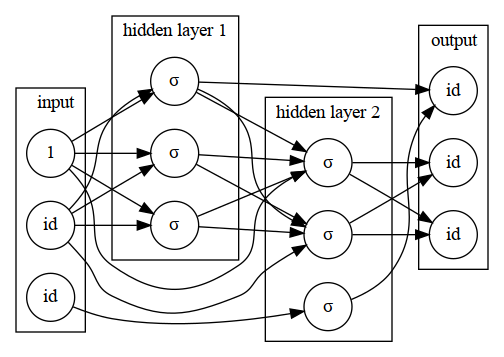 input
1
id
id
hidden layer 1
σ
σ
σ
hidden layer 2
σ
σ
σ
output
id
id
id